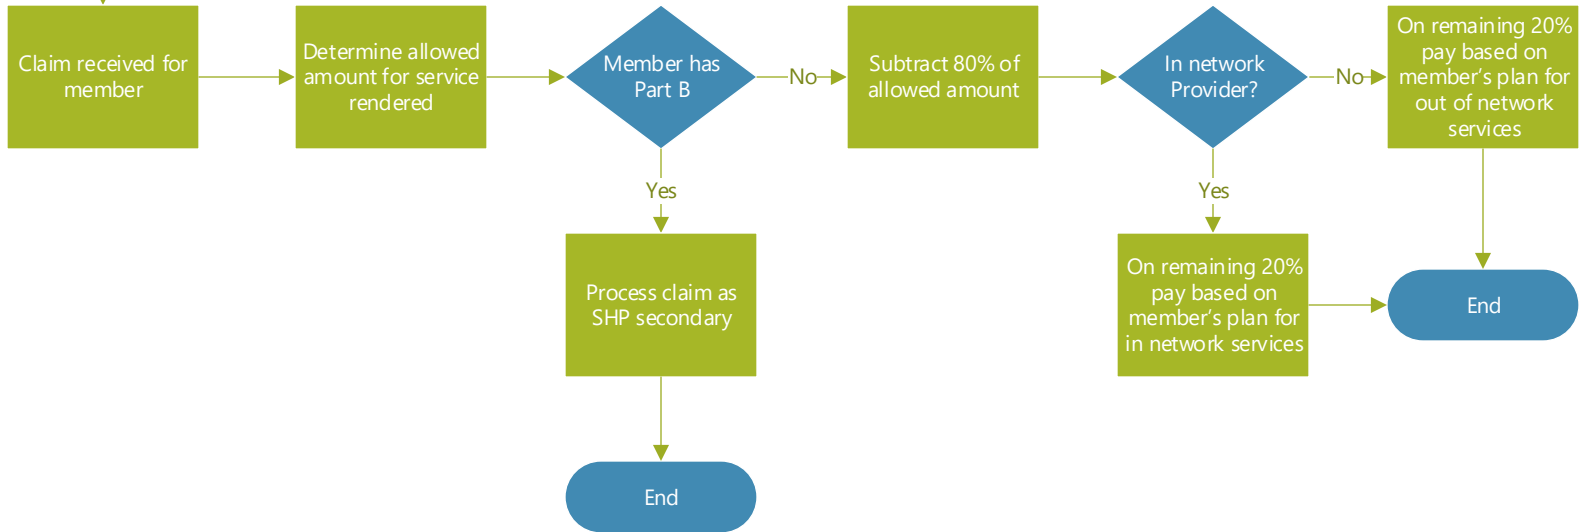 Claim received for
member
Determine allowed
amount for service
rendered
Member has
Part B
No
Subtract 80% of
allowed amount
In network
Provider?
No
On remaining 20%
pay based on
member's plan for
out of network
services
Yes
Process claim as
SHP secondary
End
Yes
On remaining 20%
pay based on
member's plan for
in network services
End